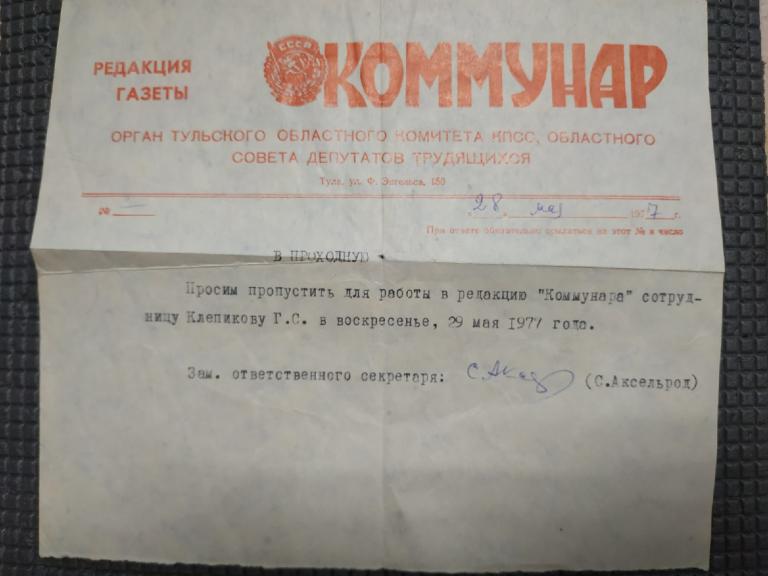 СССР
РЕДАКЦИЯ
ГАЗЕТЫ
КОММУНАР
ОРГАН ТУЛЬСКОГО ОБЛАСТНОГО КОМИТЕТА КПСС, ОБЛАСТНОГО
СОВЕТА ДЕПУТАТОВ ТРУДЯЩИХСЯ
Тула, ул. Ф. Энгельса, 150
№ „28„ мая 1977 г.
При ответе обязательно ссылаться на этот № и число
В ПРОХОДНУЮ
Просим пропустить для работы в редакцию "Коммунара" сотруд-
ницу Клепикову Г.С. в воскресенье, 29 мая 1977 года.
Зам. ответственного секретаря: (С.Аксельрод)